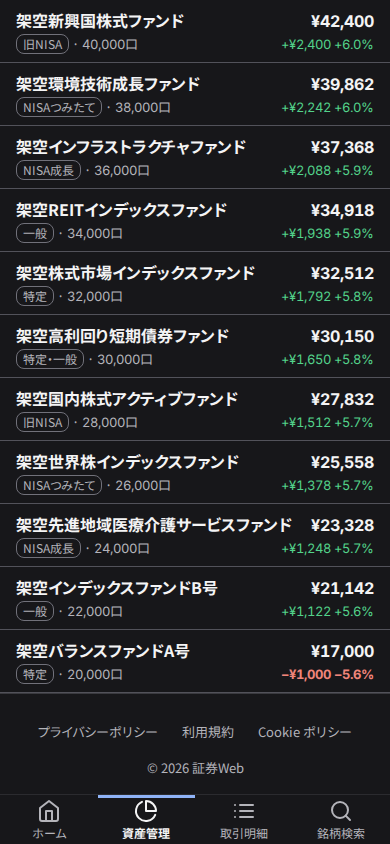 架空新興国株式ファンド ¥42,400
旧NISA · 40,000口 +¥2,400 +6.0%
架空環境技術成長ファンド ¥39,862
NISAつみたて · 38,000口 +¥2,242 +6.0%
架空インフラストラクチャファンド ¥37,368
NISA成長 · 36,000口 +¥2,088 +5.9%
架空REITインデックスファンド ¥34,918
一般 · 34,000口 +¥1,938 +5.9%
架空株式市場インデックスファンド ¥32,512
特定 · 32,000口 +¥1,792 +5.8%
架空高利回り短期債券ファンド ¥30,150
特定・一般 · 30,000口 +¥1,650 +5.8%
架空国内株式アクティブファンド ¥27,832
旧NISA · 28,000口 +¥1,512 +5.7%
架空世界株インデックスファンド ¥25,558
NISAつみたて · 26,000口 +¥1,378 +5.7%
架空先進地域医療介護サービスファンド ¥23,328
NISA成長 · 24,000口 +¥1,248 +5.7%
架空インデックスファンドB号 ¥21,142
一般 · 22,000口 +¥1,122 +5.6%
架空バランスファンドA号 ¥17,000
特定 · 20,000口 −¥1,000 −5.6%
プライバシーポリシー 利用規約 Cookie ポリシー
© 2026 証券Web
ホーム 資産管理 取引明細 銘柄検索